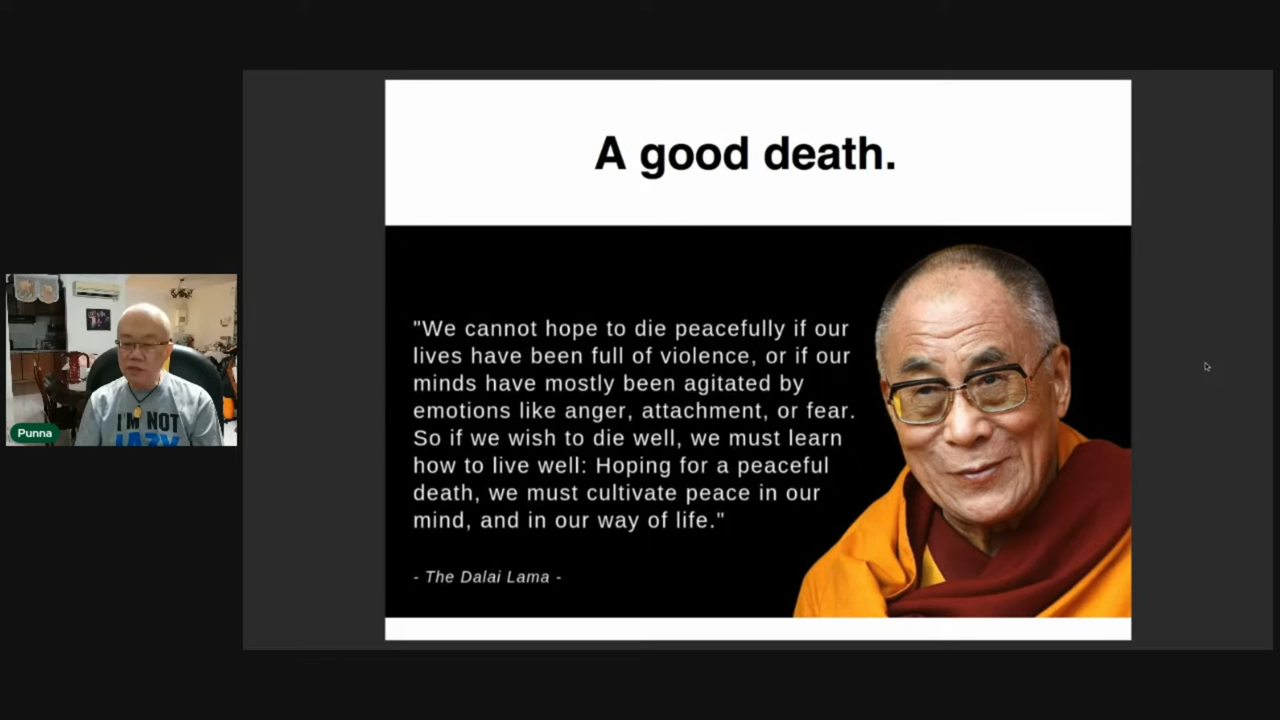 A good death.
"We cannot hope to die peacefully if our
lives have been full of violence, or if our
minds have mostly been agitated by
emotions like anger, attachment, or fear.
So if we wish to die well, we must learn
how to live well: Hoping for a peaceful
death, we must cultivate peace in our
mind, and in our way of life."
- The Dalai Lama -
I'M NOT
LAZY
Punna